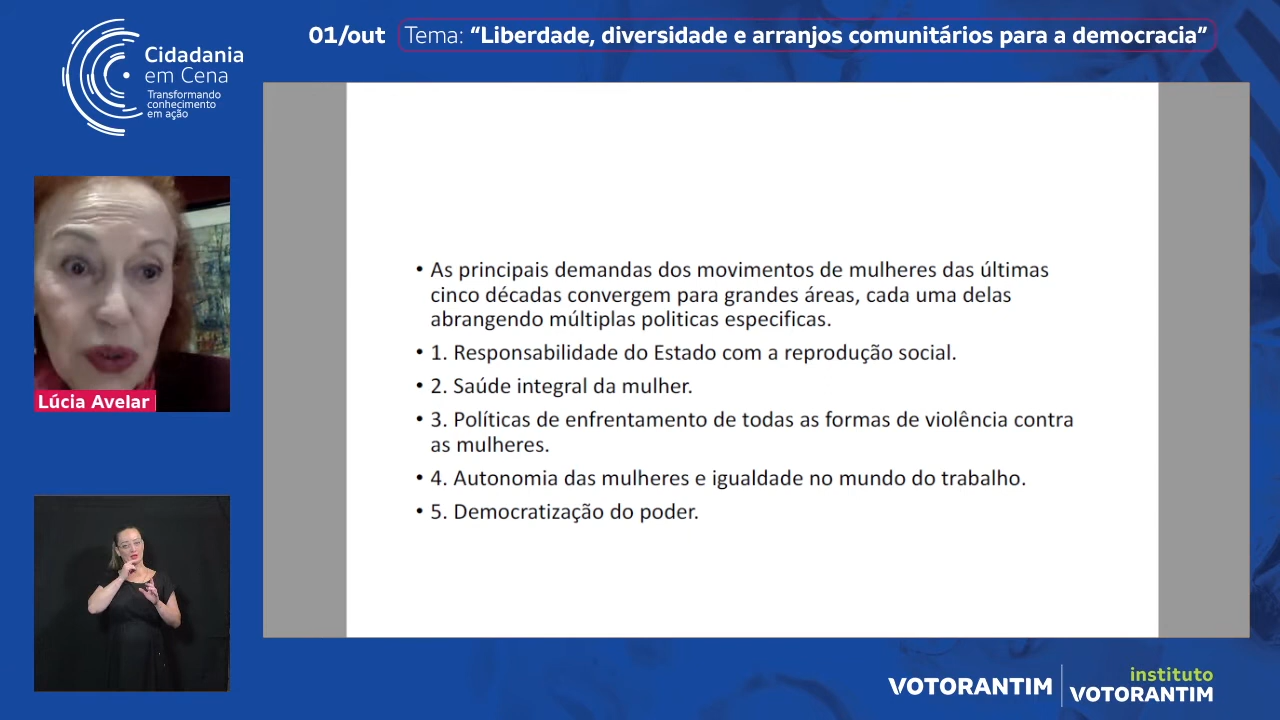 Cidadania
em Cena
Transformando
conhecimento
em ação
01/out Tema: “Liberdade, diversidade e arranjos comunitários para a democracia”
Lúcia Avelar
• As principais demandas dos movimentos de mulheres das últimas
cinco décadas convergem para grandes áreas, cada uma delas
abrangendo múltiplas politicas especificas.
• 1. Responsabilidade do Estado com a reprodução social.
• 2. Saúde integral da mulher.
• 3. Políticas de enfrentamento de todas as formas de violência contra
as mulheres.
• 4. Autonomia das mulheres e igualdade no mundo do trabalho.
• 5. Democratização do poder.
VOTORANTIM
instituto
VOTORANTIM